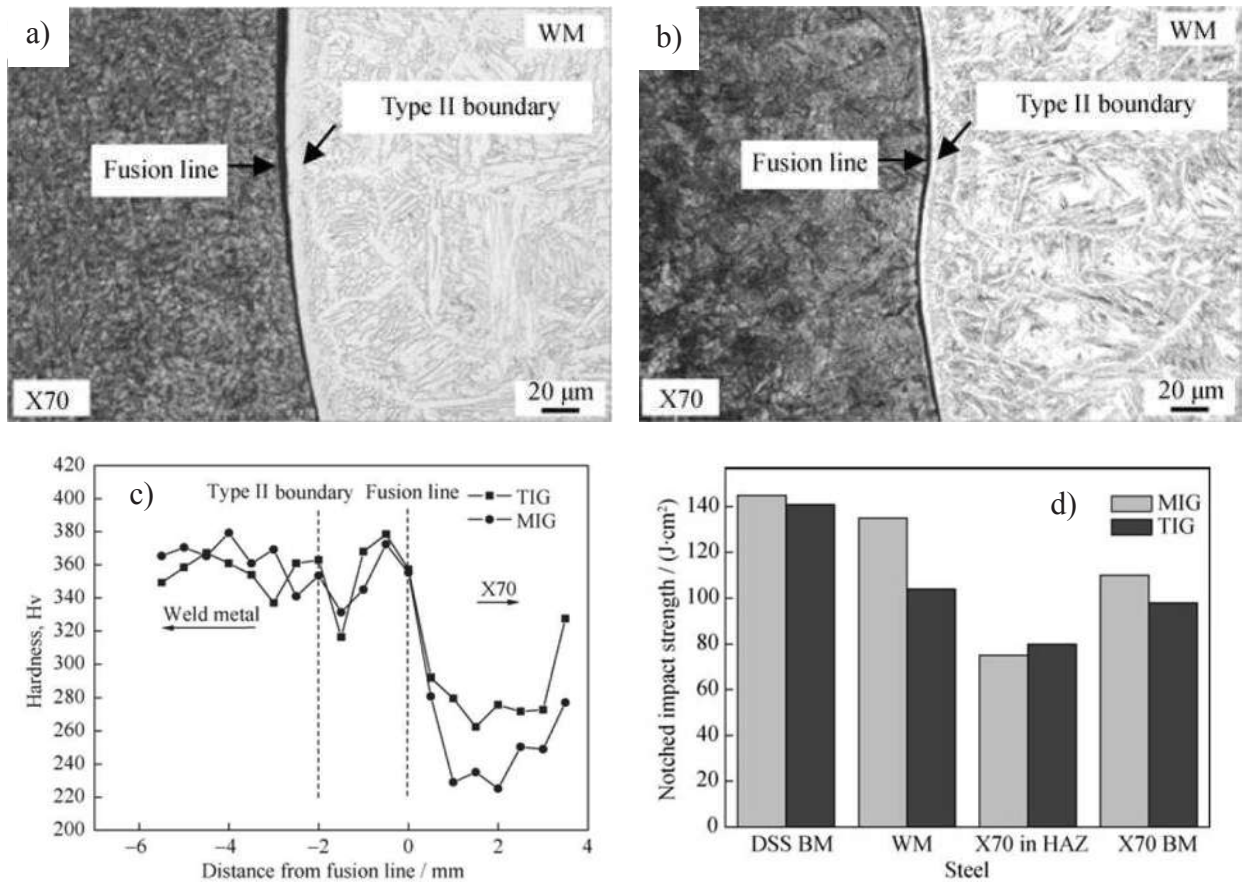 a)
WM
Type II boundary
Fusion line
X70
20 μm
b)
WM
Type II boundary
Fusion line
X70
20 μm
c)
Type II boundary
Fusion line
TIG
MIG
Weld metal
X70
420
400
380
360
340
320
300
280
260
240
220
200
Hardness, Hv
−6
−4
−2
0
2
4
Distance from fusion line / mm
d)
MIG
TIG
140
120
100
80
60
40
20
0
Notched impact strength / (J·cm²)
DSS BM
WM
X70 in HAZ
X70 BM
Steel